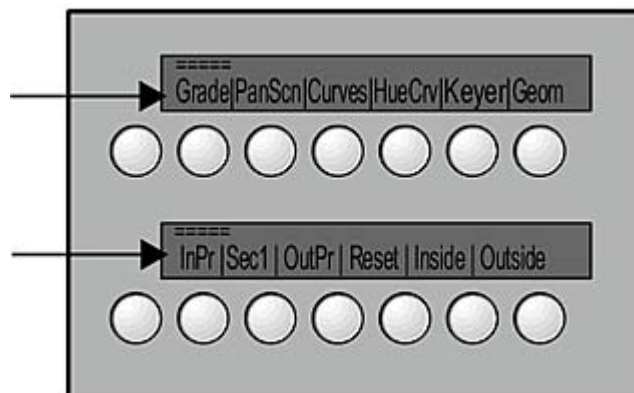 =====
Grade|PanScn|Curves|HueCrv|Keyer|Geom
=====
InPr |Sec1 | OutPr | Reset | Inside | Outside